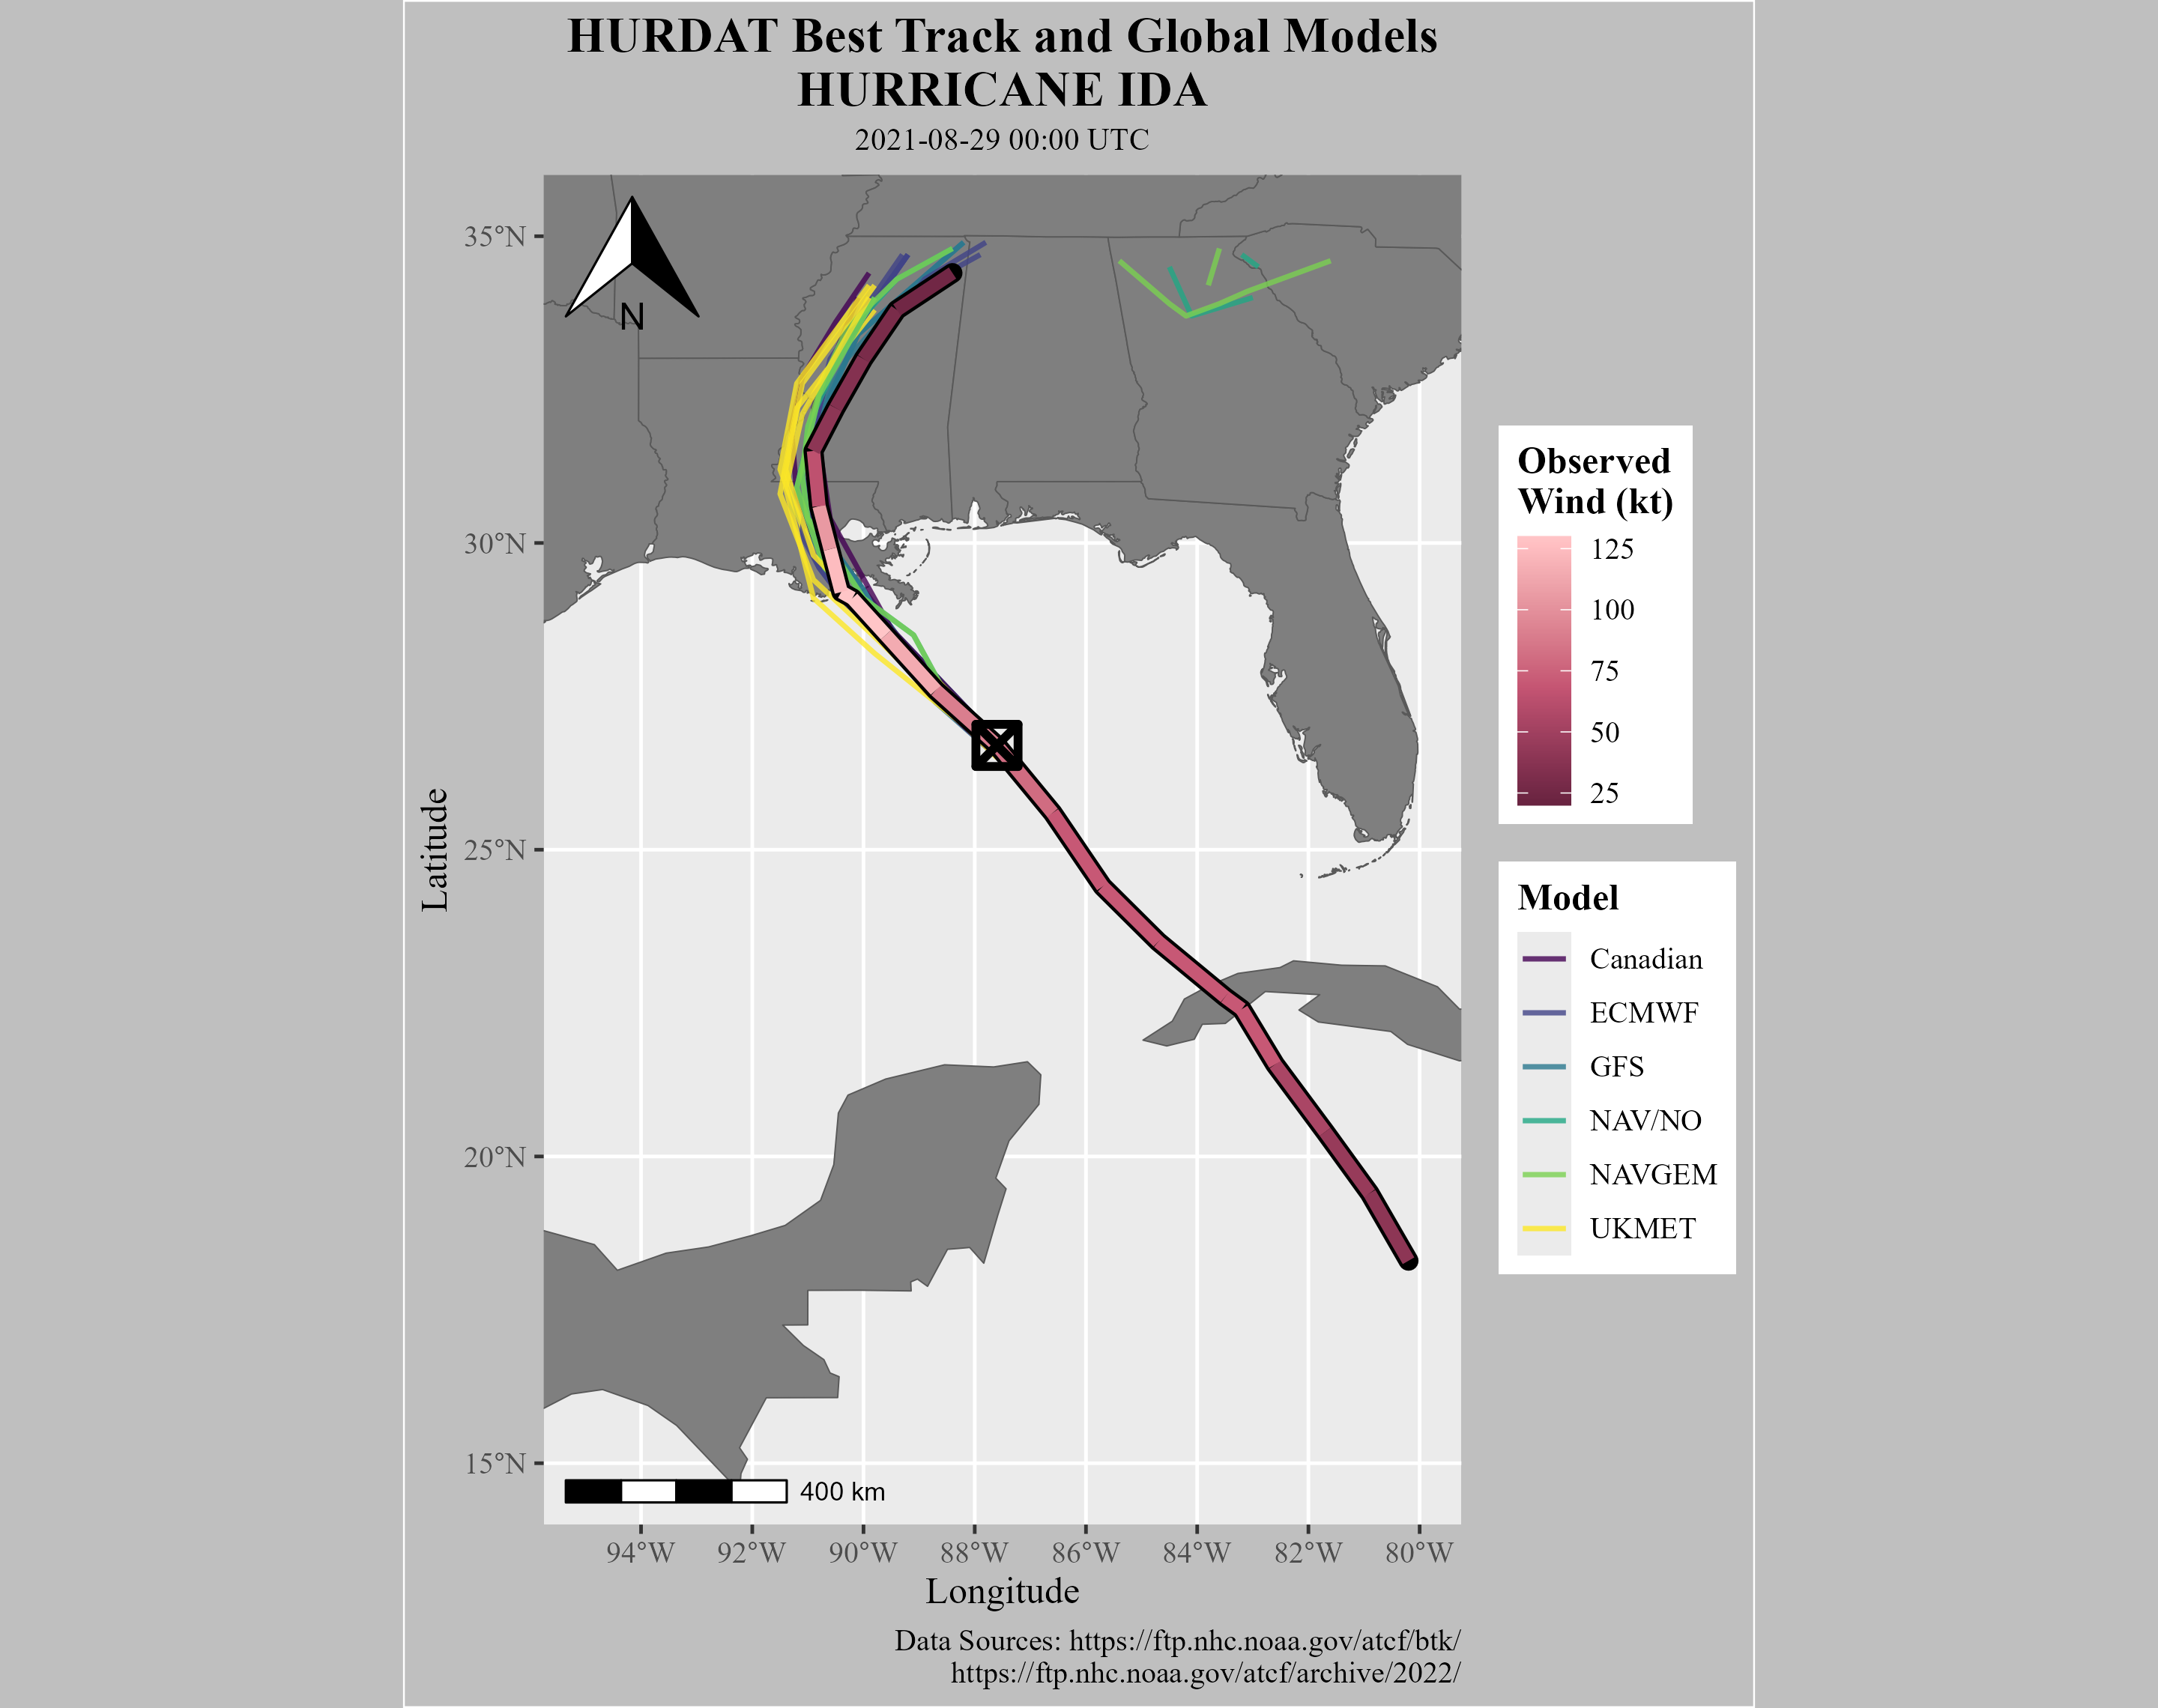 HURDAT Best Track and Global Models
HURRICANE IDA
2021-08-29 00:00 UTC
N
35°N
30°N
25°N
20°N
15°N
Latitude
400 km
94°W 92°W 90°W 88°W 86°W 84°W 82°W 80°W
Longitude
Observed
Wind (kt)
125
100
75
50
25
Model
Canadian
ECMWF
GFS
NAV/NO
NAVGEM
UKMET
Data Sources: https://ftp.nhc.noaa.gov/atcf/btk/
https://ftp.nhc.noaa.gov/atcf/archive/2022/